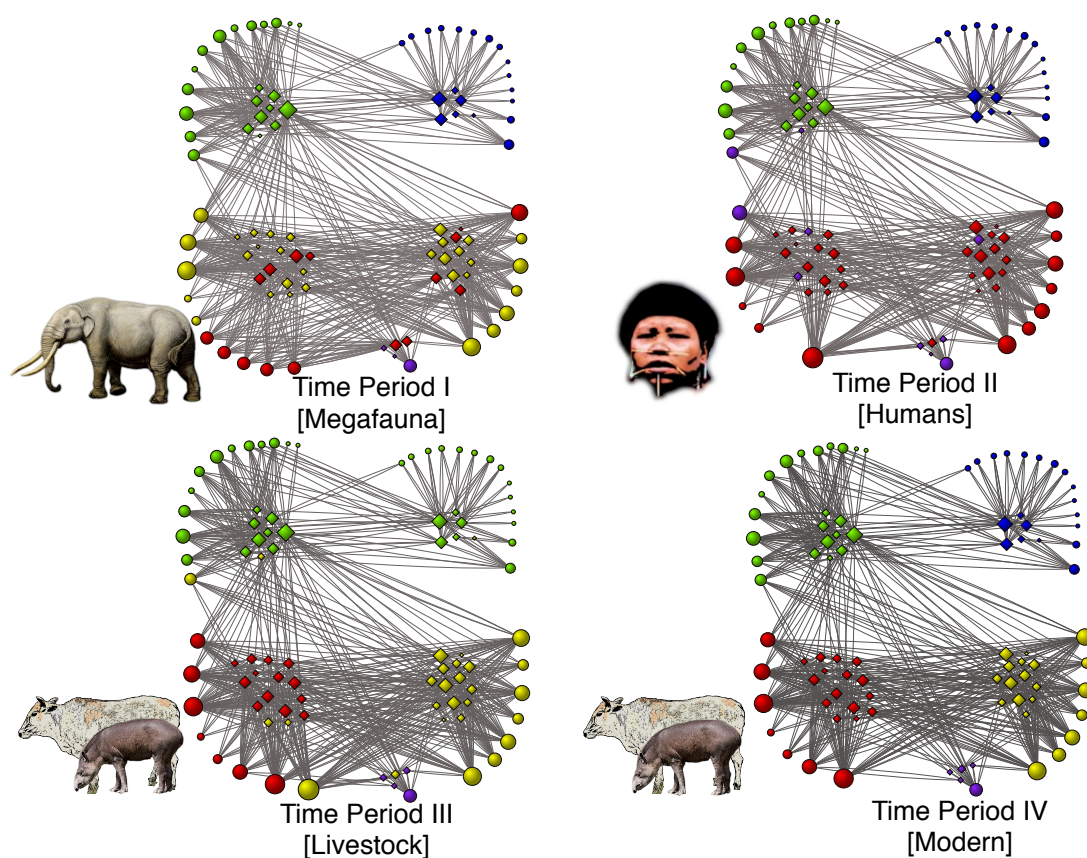 Time Period I
[Megafauna]
Time Period II
[Humans]
Time Period III
[Livestock]
Time Period IV
[Modern]